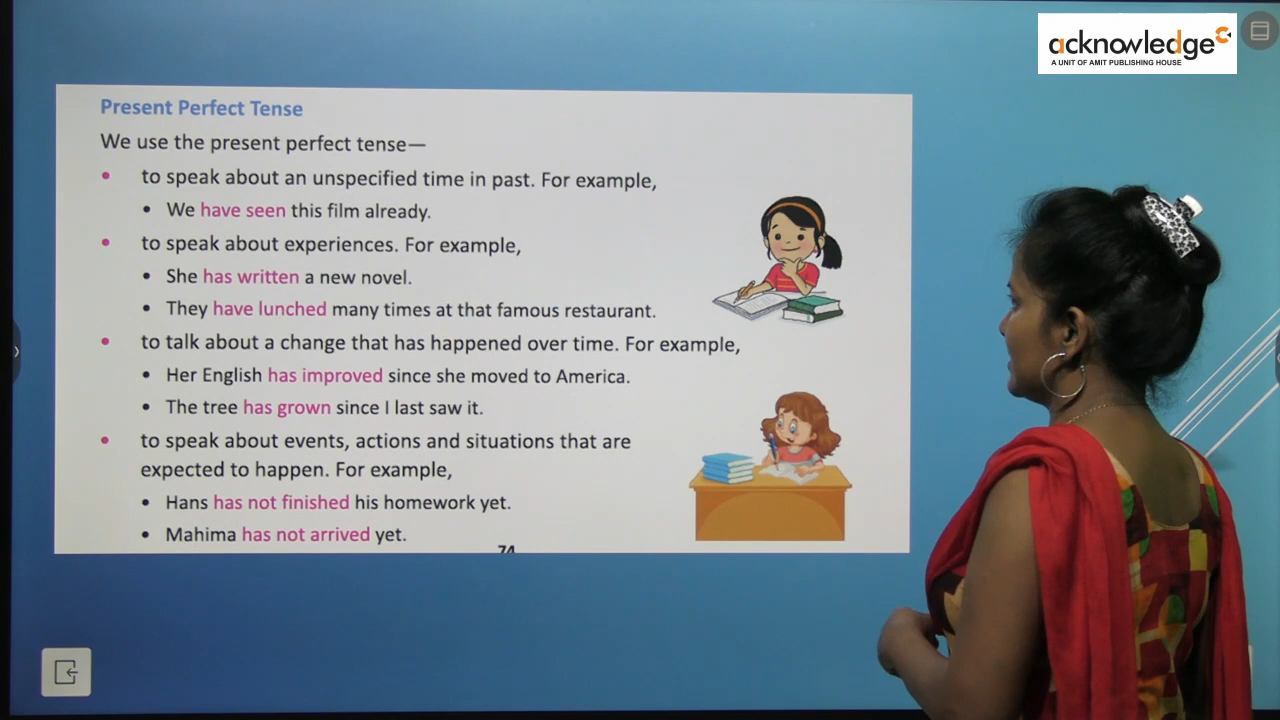 acknowledge
A UNIT OF AMIT PUBLISHING HOUSE
Present Perfect Tense
We use the present perfect tense—
• to speak about an unspecified time in past. For example,
• We have seen this film already.
• to speak about experiences. For example,
• She has written a new novel.
• They have lunched many times at that famous restaurant.
• to talk about a change that has happened over time. For example,
• Her English has improved since she moved to America.
• The tree has grown since I last saw it.
• to speak about events, actions and situations that are
expected to happen. For example,
• Hans has not finished his homework yet.
• Mahima has not arrived yet.
74